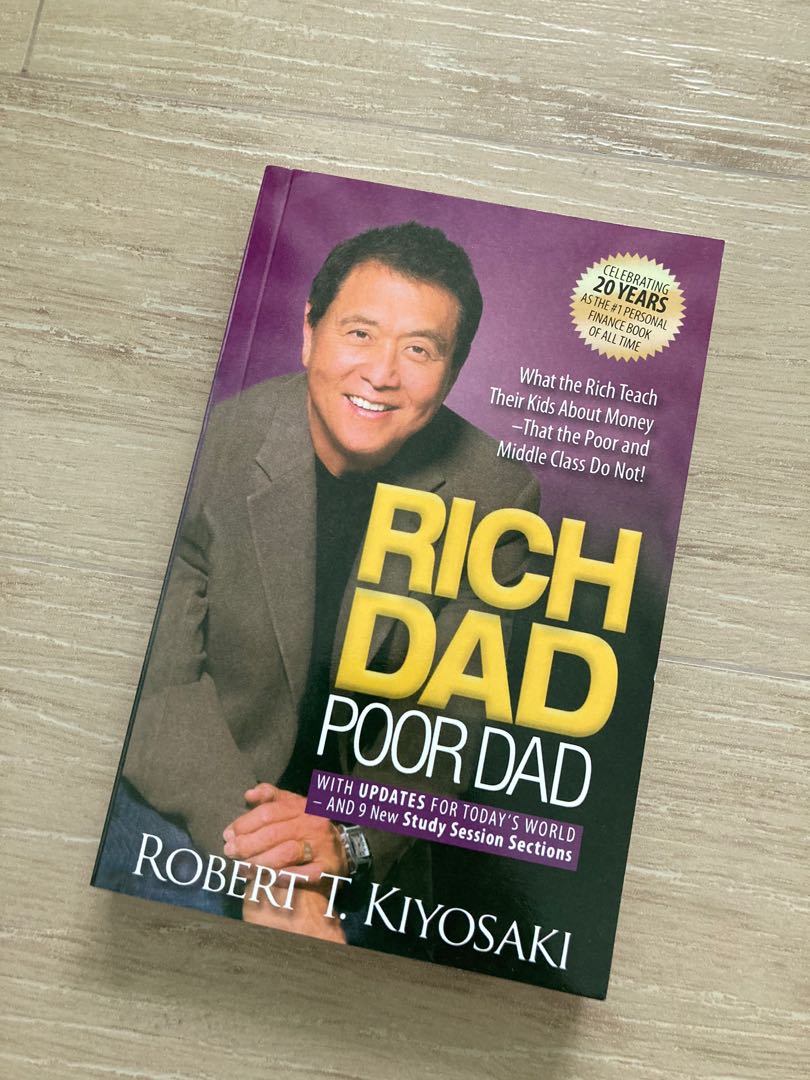 CELEBRATING
20 YEARS
AS THE #1 PERSONAL
FINANCE BOOK
OF ALL TIME
What the Rich Teach
Their Kids About Money
–That the Poor and
Middle Class Do Not!
RICH
DAD
POOR DAD
WITH UPDATES FOR TODAY'S WORLD
– AND 9 New Study Session Sections
ROBERT T. KIYOSAKI